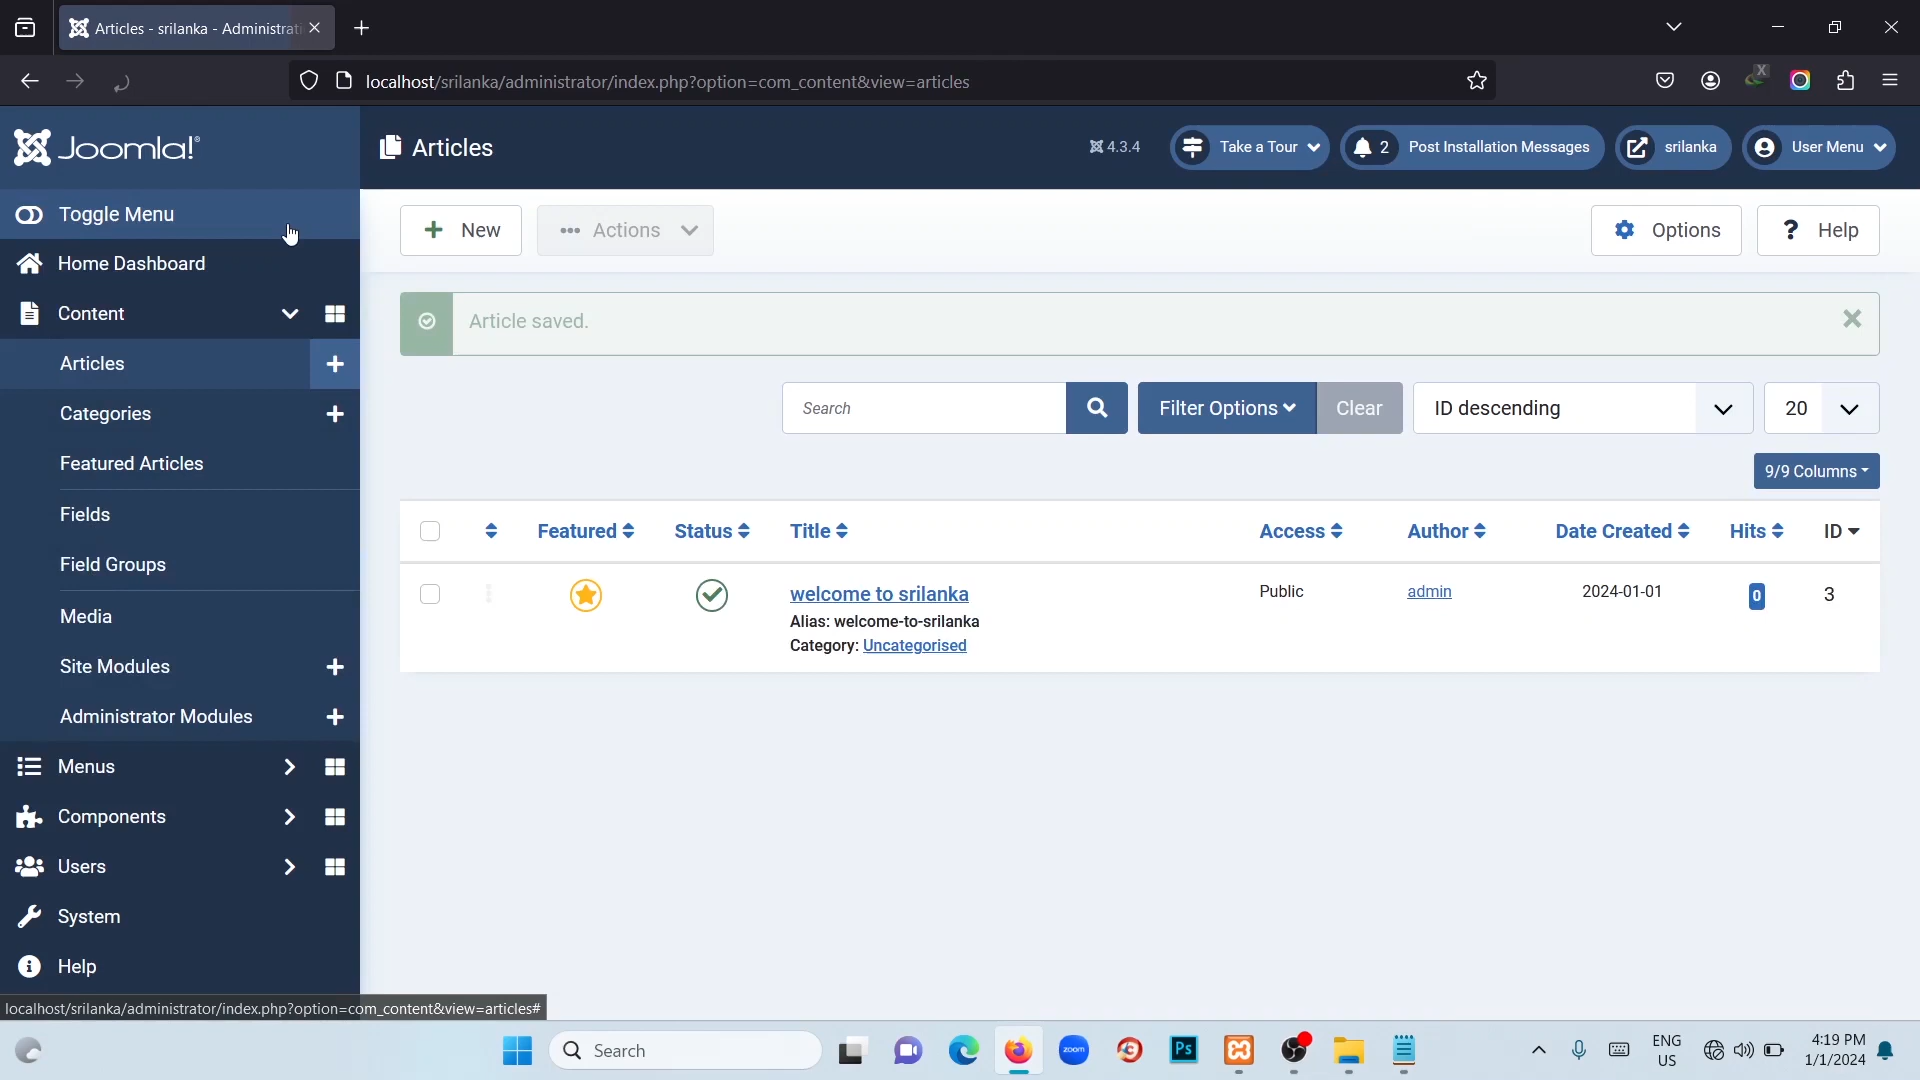 Articles - srilanka - Administrati
localhost/srilanka/administrator/index.php?option=com_content&view=articles
X
Joomla!®
Articles
4.3.4
Take a Tour
2 Post Installation Messages
srilanka
User Menu
Toggle Menu
Home Dashboard
Content
Articles
Categories
Featured Articles
Fields
Field Groups
Media
Site Modules
Administrator Modules
Menus
Components
Users
System
Help
New
Actions
Options
? Help
Article saved.
Search
Filter Options
Clear
ID descending
20
9/9 Columns
Featured Status Title Access Author Date Created Hits ID
welcome to srilanka Public admin 2024-01-01 0 3
Alias: welcome-to-srilanka
Category: Uncategorised
localhost/srilanka/administrator/index.php?option=com_content&view=articles#
Search
zoom
Ps
ENG
US
4:19 PM
1/1/2024